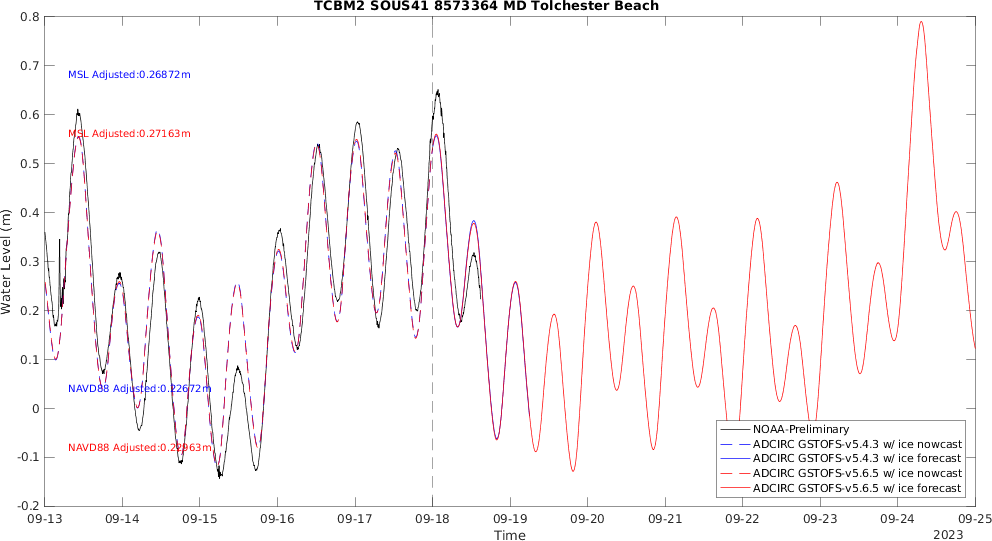 TCBM2 SOUS41 8573364 MD Tolchester Beach
0.8
0.7
0.6
0.5
0.4
0.3
0.2
0.1
0
-0.1
-0.2
Water Level (m)
MSL Adjusted:0.26872m
MSL Adjusted:0.27163m
NAVD88 Adjusted:0.22672m
NAVD88 Adjusted:0.22963m
NOAA-Preliminary
ADCIRC GSTOFS-v5.4.3 w/ ice nowcast
ADCIRC GSTOFS-v5.4.3 w/ ice forecast
ADCIRC GSTOFS-v5.6.5 w/ ice nowcast
ADCIRC GSTOFS-v5.6.5 w/ ice forecast
09-13 09-14 09-15 09-16 09-17 09-18 09-19 09-20 09-21 09-22 09-23 09-24 09-25
Time
2023